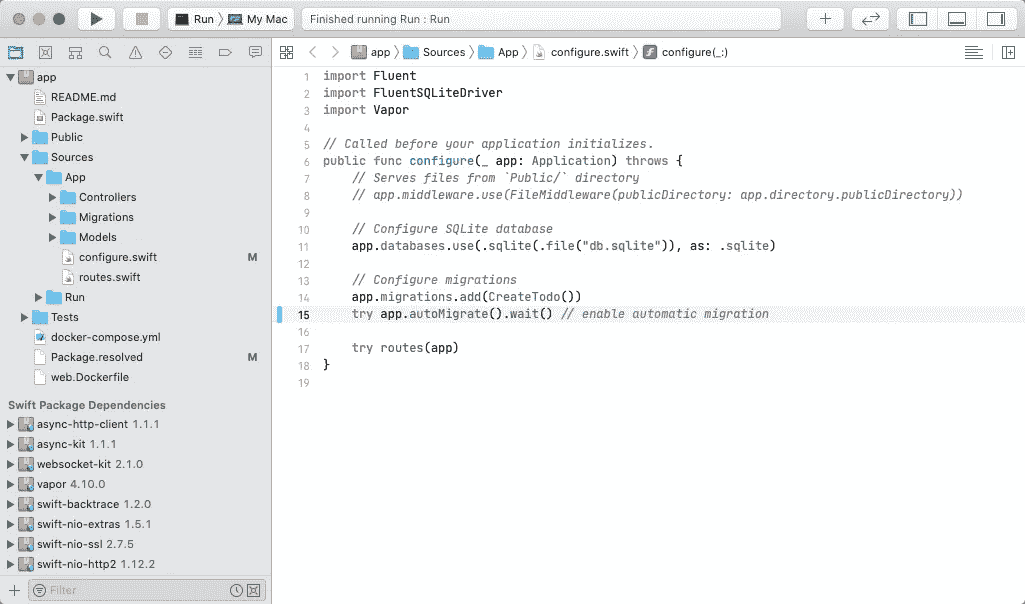 Run My Mac Finished running Run : Run
app Sources App configure.swift configure(_:)
app
README.md
Package.swift
Public
Sources
App
Controllers
Migrations
Models
configure.swift M
routes.swift
Run
Tests
docker-compose.yml
Package.resolved M
web.Dockerfile
Swift Package Dependencies
async-http-client 1.1.1
async-kit 1.1.1
websocket-kit 2.1.0
vapor 4.10.0
swift-backtrace 1.2.0
swift-nio-extras 1.5.1
swift-nio-ssl 2.7.5
swift-nio-http2 1.12.2
Filter
1 import Fluent
2 import FluentSQLiteDriver
3 import Vapor
4
5 // Called before your application initializes.
6 public func configure(_ app: Application) throws {
7 // Serves files from `Public/` directory
8 // app.middleware.use(FileMiddleware(publicDirectory: app.directory.publicDirectory))
9
10 // Configure SQLite database
11 app.databases.use(.sqlite(.file("db.sqlite")), as: .sqlite)
12
13 // Configure migrations
14 app.migrations.add(CreateTodo())
15 try app.autoMigrate().wait() // enable automatic migration
16
17 try routes(app)
18 }
19